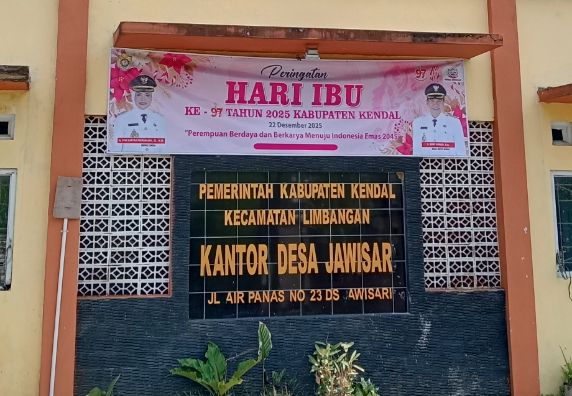 Peringatan
HARI IBU
KE - 97 TAHUN 2025 KABUPATEN KENDAL
22 Desember 2025
"Perempuan Berdaya dan Berkarya Menuju Indonesia Emas 2045"
97
PEMERINTAH KABUPATEN KENDAL
KECAMATAN LIMBANGAN
KANTOR DESA JAWISAR
JL AIR PANAS NO 23 DS AWISARI